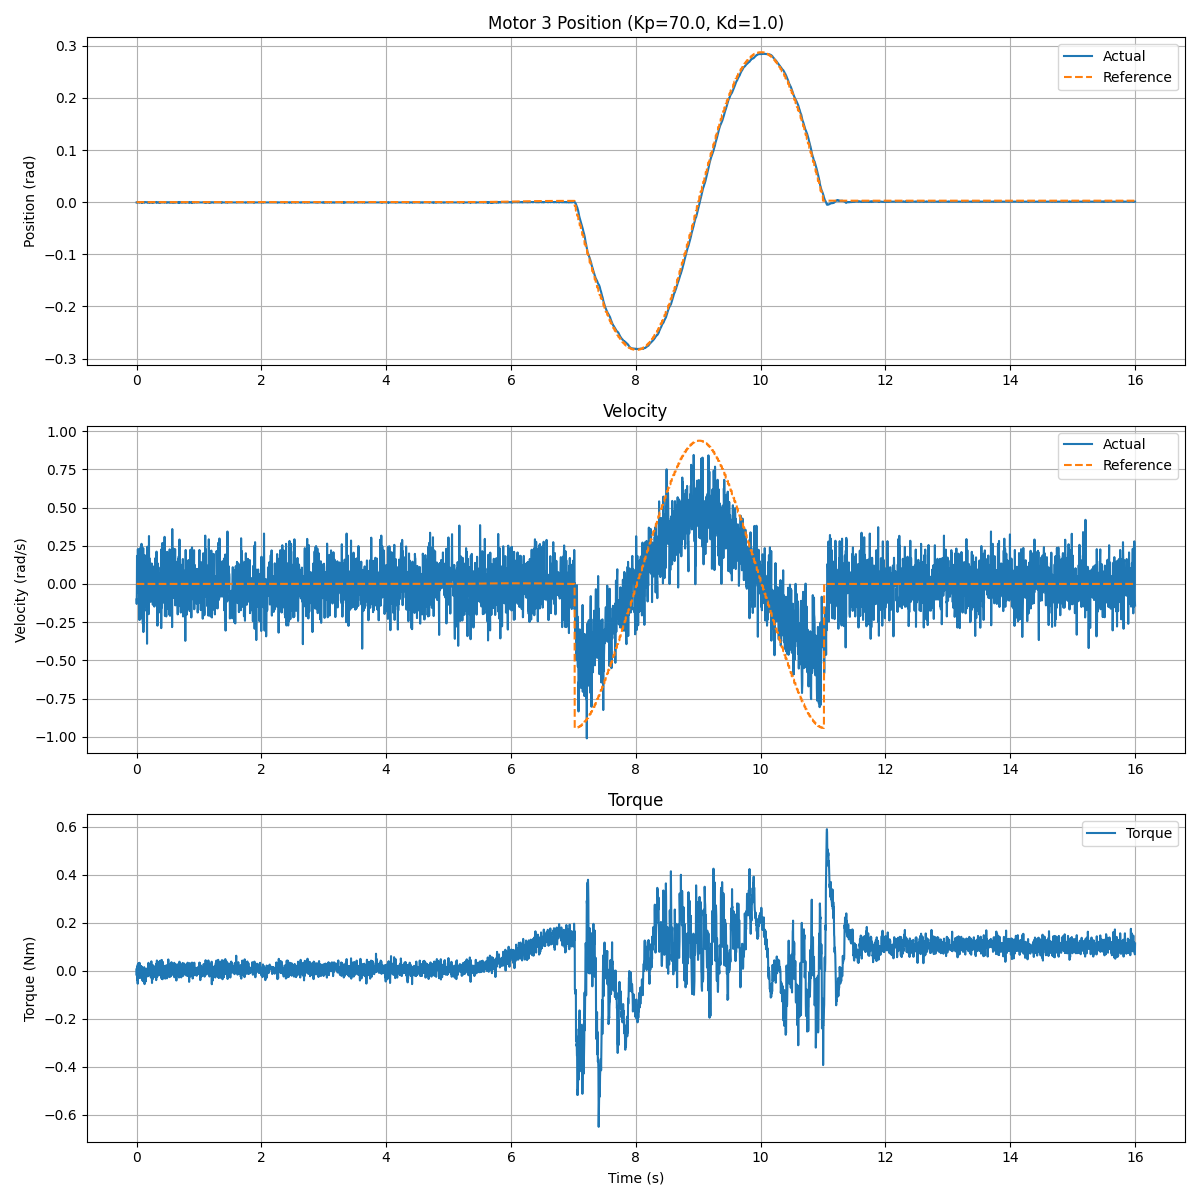 Motor 3 Position (Kp=70.0, Kd=1.0)
0.3
0.2
0.1
0.0
−0.1
−0.2
−0.3
Position (rad)
Actual
Reference
0 2 4 6 8 10 12 14 16
Velocity
1.00
0.75
0.50
0.25
0.00
−0.25
−0.50
−0.75
−1.00
Velocity (rad/s)
Actual
Reference
0 2 4 6 8 10 12 14 16
Torque
0.6
0.4
0.2
0.0
−0.2
−0.4
−0.6
Torque (Nm)
Torque
0 2 4 6 8 10 12 14 16
Time (s)